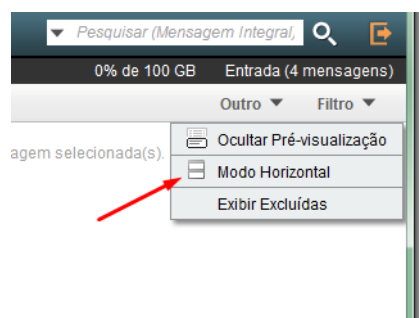 Pesquisar (Mensagem Integral,
0% de 100 GB Entrada (4 mensagens)
Outro Filtro
agem selecionada(s).
Ocultar Pré-visualização
Modo Horizontal
Exibir Excluídas